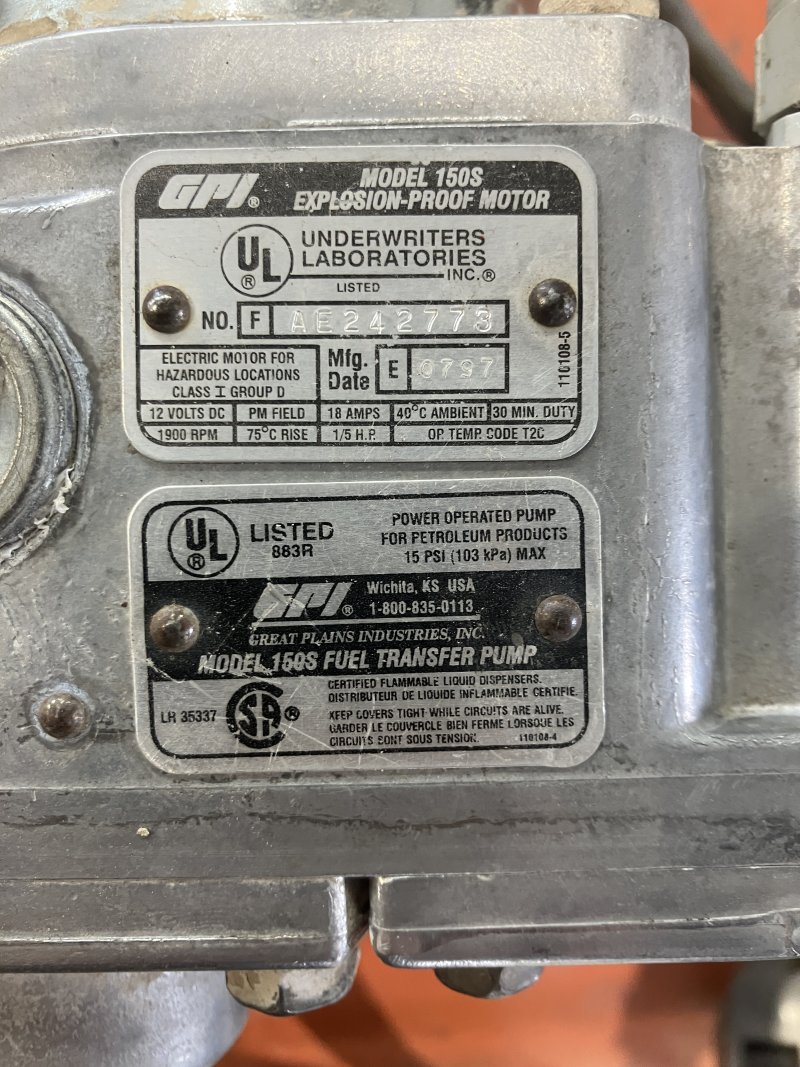 GPI®
MODEL 150S
EXPLOSION-PROOF MOTOR
UL®
UNDERWRITERS
LABORATORIES
INC.®
LISTED
NO. F AE242773
ELECTRIC MOTOR FOR
HAZARDOUS LOCATIONS
CLASS I GROUP D
Mfg.
Date E 0797
110108-5
12 VOLTS DC PM FIELD 18 AMPS 40°C AMBIENT 30 MIN. DUTY
1900 RPM 75°C RISE 1/5 H.P. OP. TEMP. CODE T2C
UL®
LISTED
883R
POWER OPERATED PUMP
FOR PETROLEUM PRODUCTS
15 PSI (103 kPa) MAX
GPI®
Wichita, KS USA
1-800-835-0113
GREAT PLAINS INDUSTRIES, INC.
MODEL 150S FUEL TRANSFER PUMP
LR 35337
SA®
CERTIFIED FLAMMABLE LIQUID DISPENSERS.
DISTRIBUTEUR DE LIQUIDE INFLAMMABLE CERTIFIE.
KEEP COVERS TIGHT WHILE CIRCUITS ARE ALIVE.
GARDER LE COUVERCLE BIEN FERME LORSQUE LES
CIRCUITS SONT SOUS TENSION.
110108-4